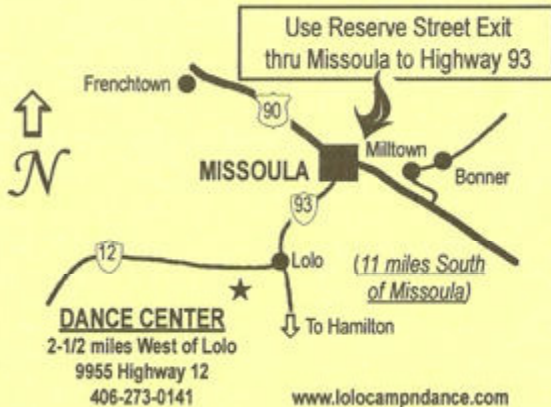 Use Reserve Street Exit
thru Missoula to Highway 93
Frenchtown
90
N
MISSOULA
Milltown
Bonner
93
12
Lolo
(11 miles South
of Missoula)
DANCE CENTER
2-1/2 miles West of Lolo
9955 Highway 12
406-273-0141
To Hamilton
www.lolocampndance.com